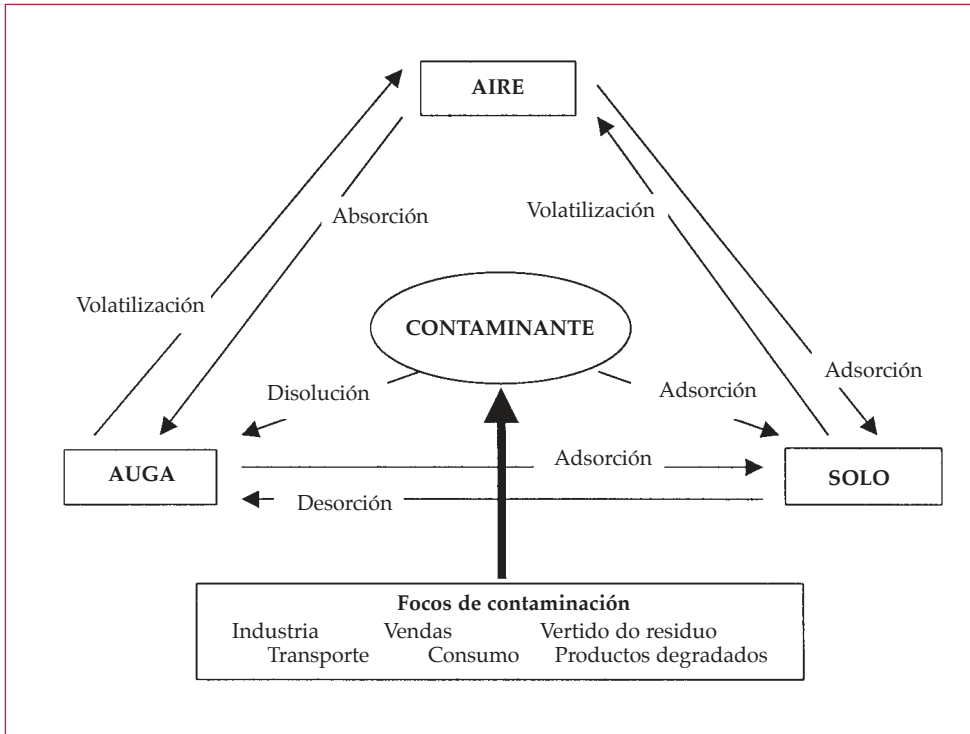 AIRE
Absorción
Volatilización
Volatilización
CONTAMINANTE
Adsorción
Disolución
Adsorción
AUGA
Adsorción
SOLO
Desorción
Focos de contaminación
Industria Vendas Vertido do residuo
Transporte Consumo Productos degradados